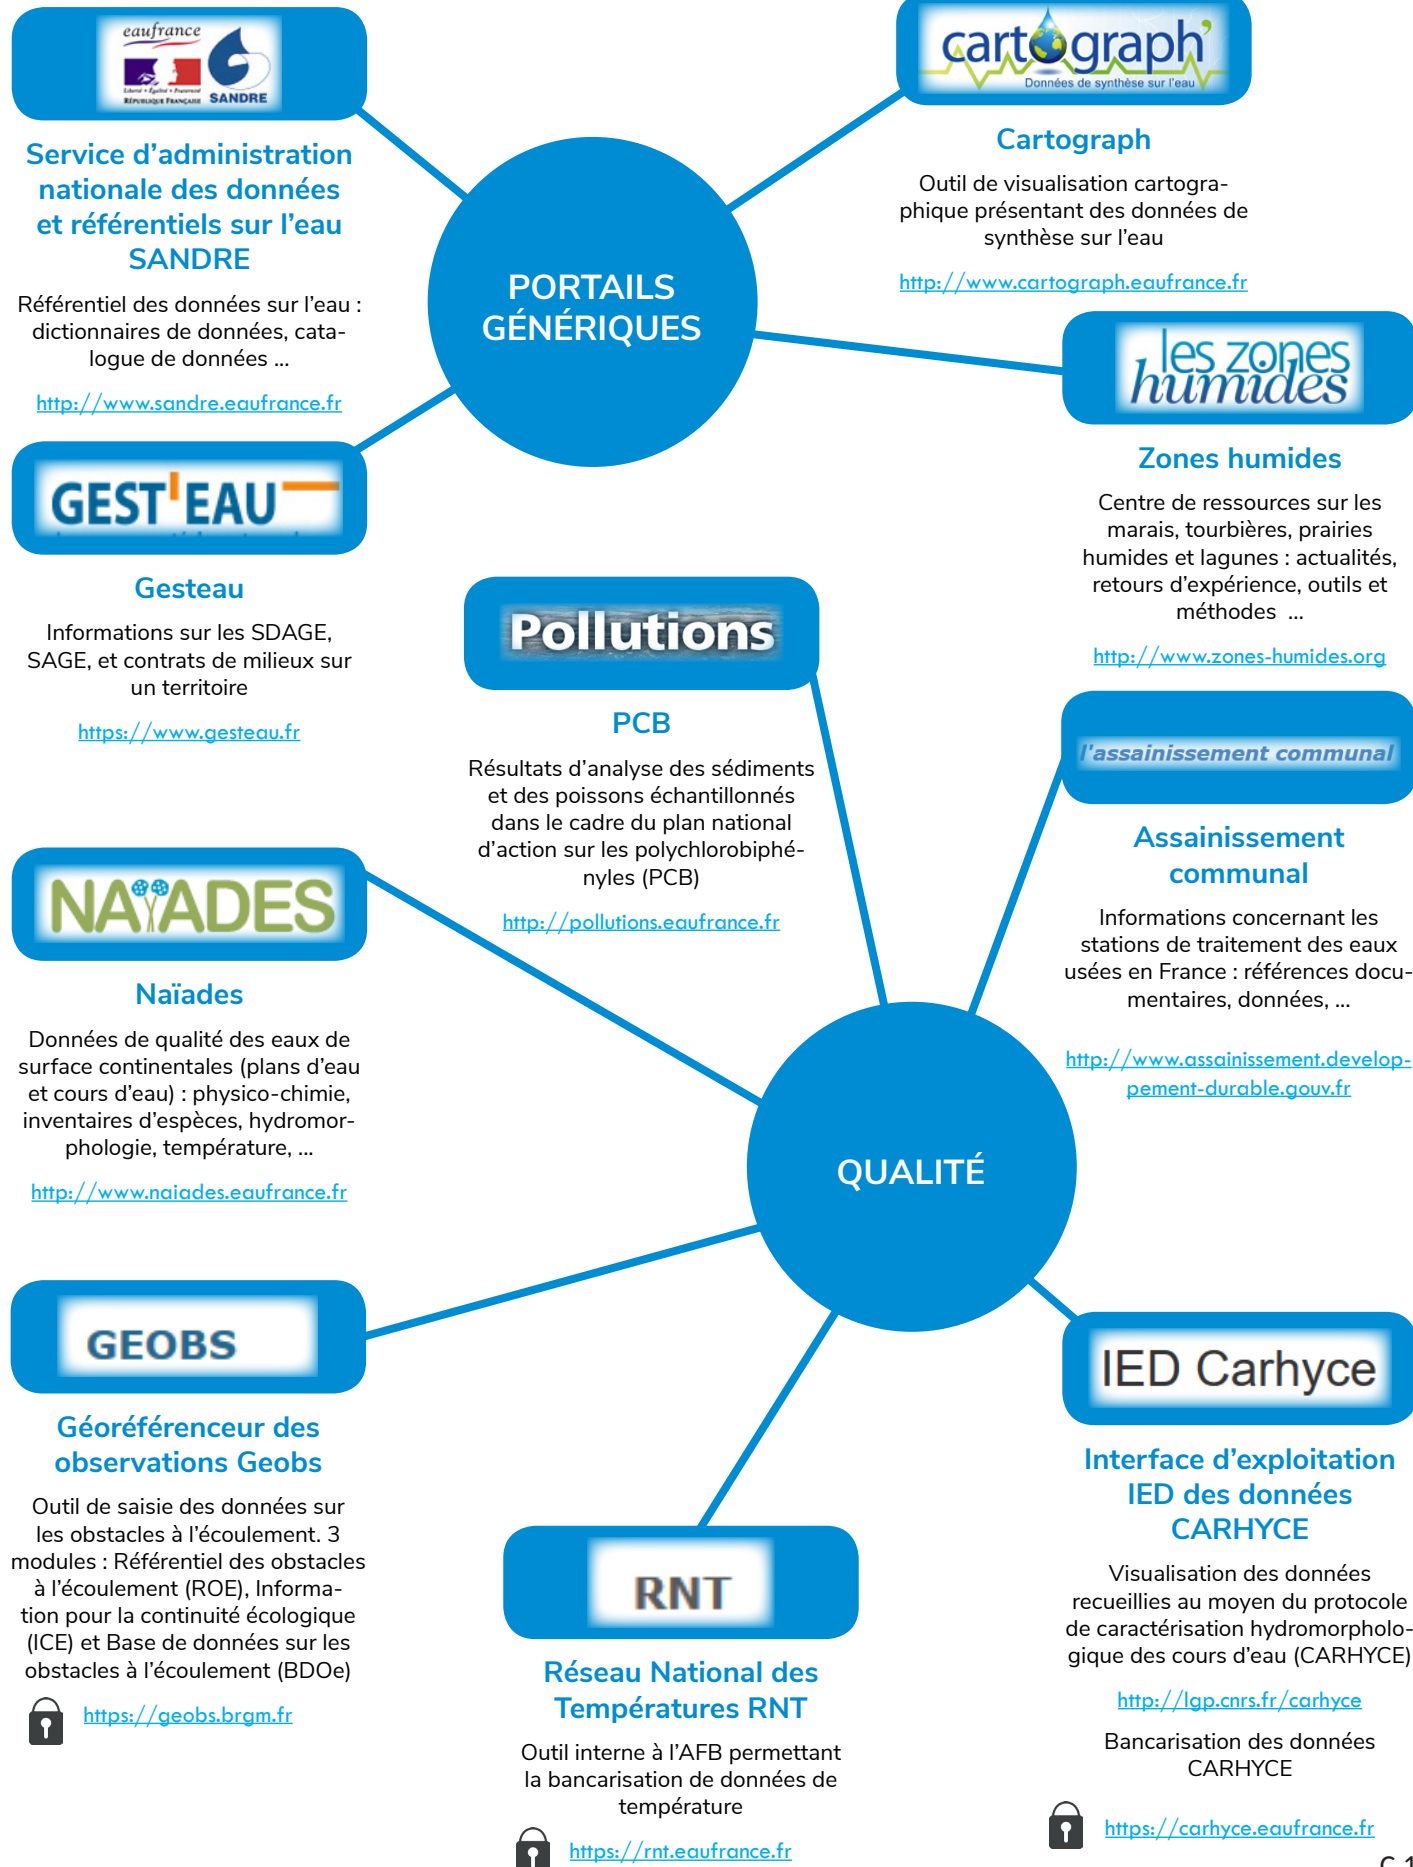 eaufrance
Liberté • Égalité • Fraternité
RÉPUBLIQUE FRANÇAISE
SANDRE
Service d’administration
nationale des données
et référentiels sur l’eau
SANDRE
Référentiel des données sur l’eau :
dictionnaires de données, cata-
logue de données ...
http://www.sandre.eaufrance.fr
cartograph’
Données de synthèse sur l'eau
Cartograph
Outil de visualisation cartogra-
phique présentant des données de
synthèse sur l’eau
http://www.cartograph.eaufrance.fr
PORTAILS
GÉNÉRIQUES
les zones
humides
Zones humides
Centre de ressources sur les
marais, tourbières, prairies
humides et lagunes : actualités,
retours d’expérience, outils et
méthodes ...
http://www.zones-humides.org
GEST'EAU
Gesteau
Informations sur les SDAGE,
SAGE, et contrats de milieux sur
un territoire
https://www.gesteau.fr
Pollutions
PCB
Résultats d’analyse des sédiments
et des poissons échantillonnés
dans le cadre du plan national
d’action sur les polychlorobiphé-
nyles (PCB)
http://pollutions.eaufrance.fr
l'assainissement communal
Assainissement
communal
Informations concernant les
stations de traitement des eaux
usées en France : références docu-
mentaires, données, ...
http://www.assainissement.develop-
pement-durable.gouv.fr
NAÏADES
Naïades
Données de qualité des eaux de
surface continentales (plans d’eau
et cours d’eau) : physico-chimie,
inventaires d’espèces, hydromor-
phologie, température, ...
http://www.naiades.eaufrance.fr
QUALITÉ
GEOBS
Géoréférenceur des
observations Geobs
Outil de saisie des données sur
les obstacles à l’écoulement. 3
modules : Référentiel des obstacles
à l’écoulement (ROE), Informa-
tion pour la continuité écologique
(ICE) et Base de données sur les
obstacles à l’écoulement (BDOe)
https://geobs.brgm.fr
RNT
Réseau National des
Températures RNT
Outil interne à l’AFB permettant
la bancarisation de données de
température
https://rnt.eaufrance.fr
IED Carhyce
Interface d’exploitation
IED des données
CARHYCE
Visualisation des données
recueillies au moyen du protocole
de caractérisation hydromorpholo-
gique des cours d’eau (CARHYCE)
http://lgp.cnrs.fr/carhyce
Bancarisation des données
CARHYCE
https://carhyce.eaufrance.fr